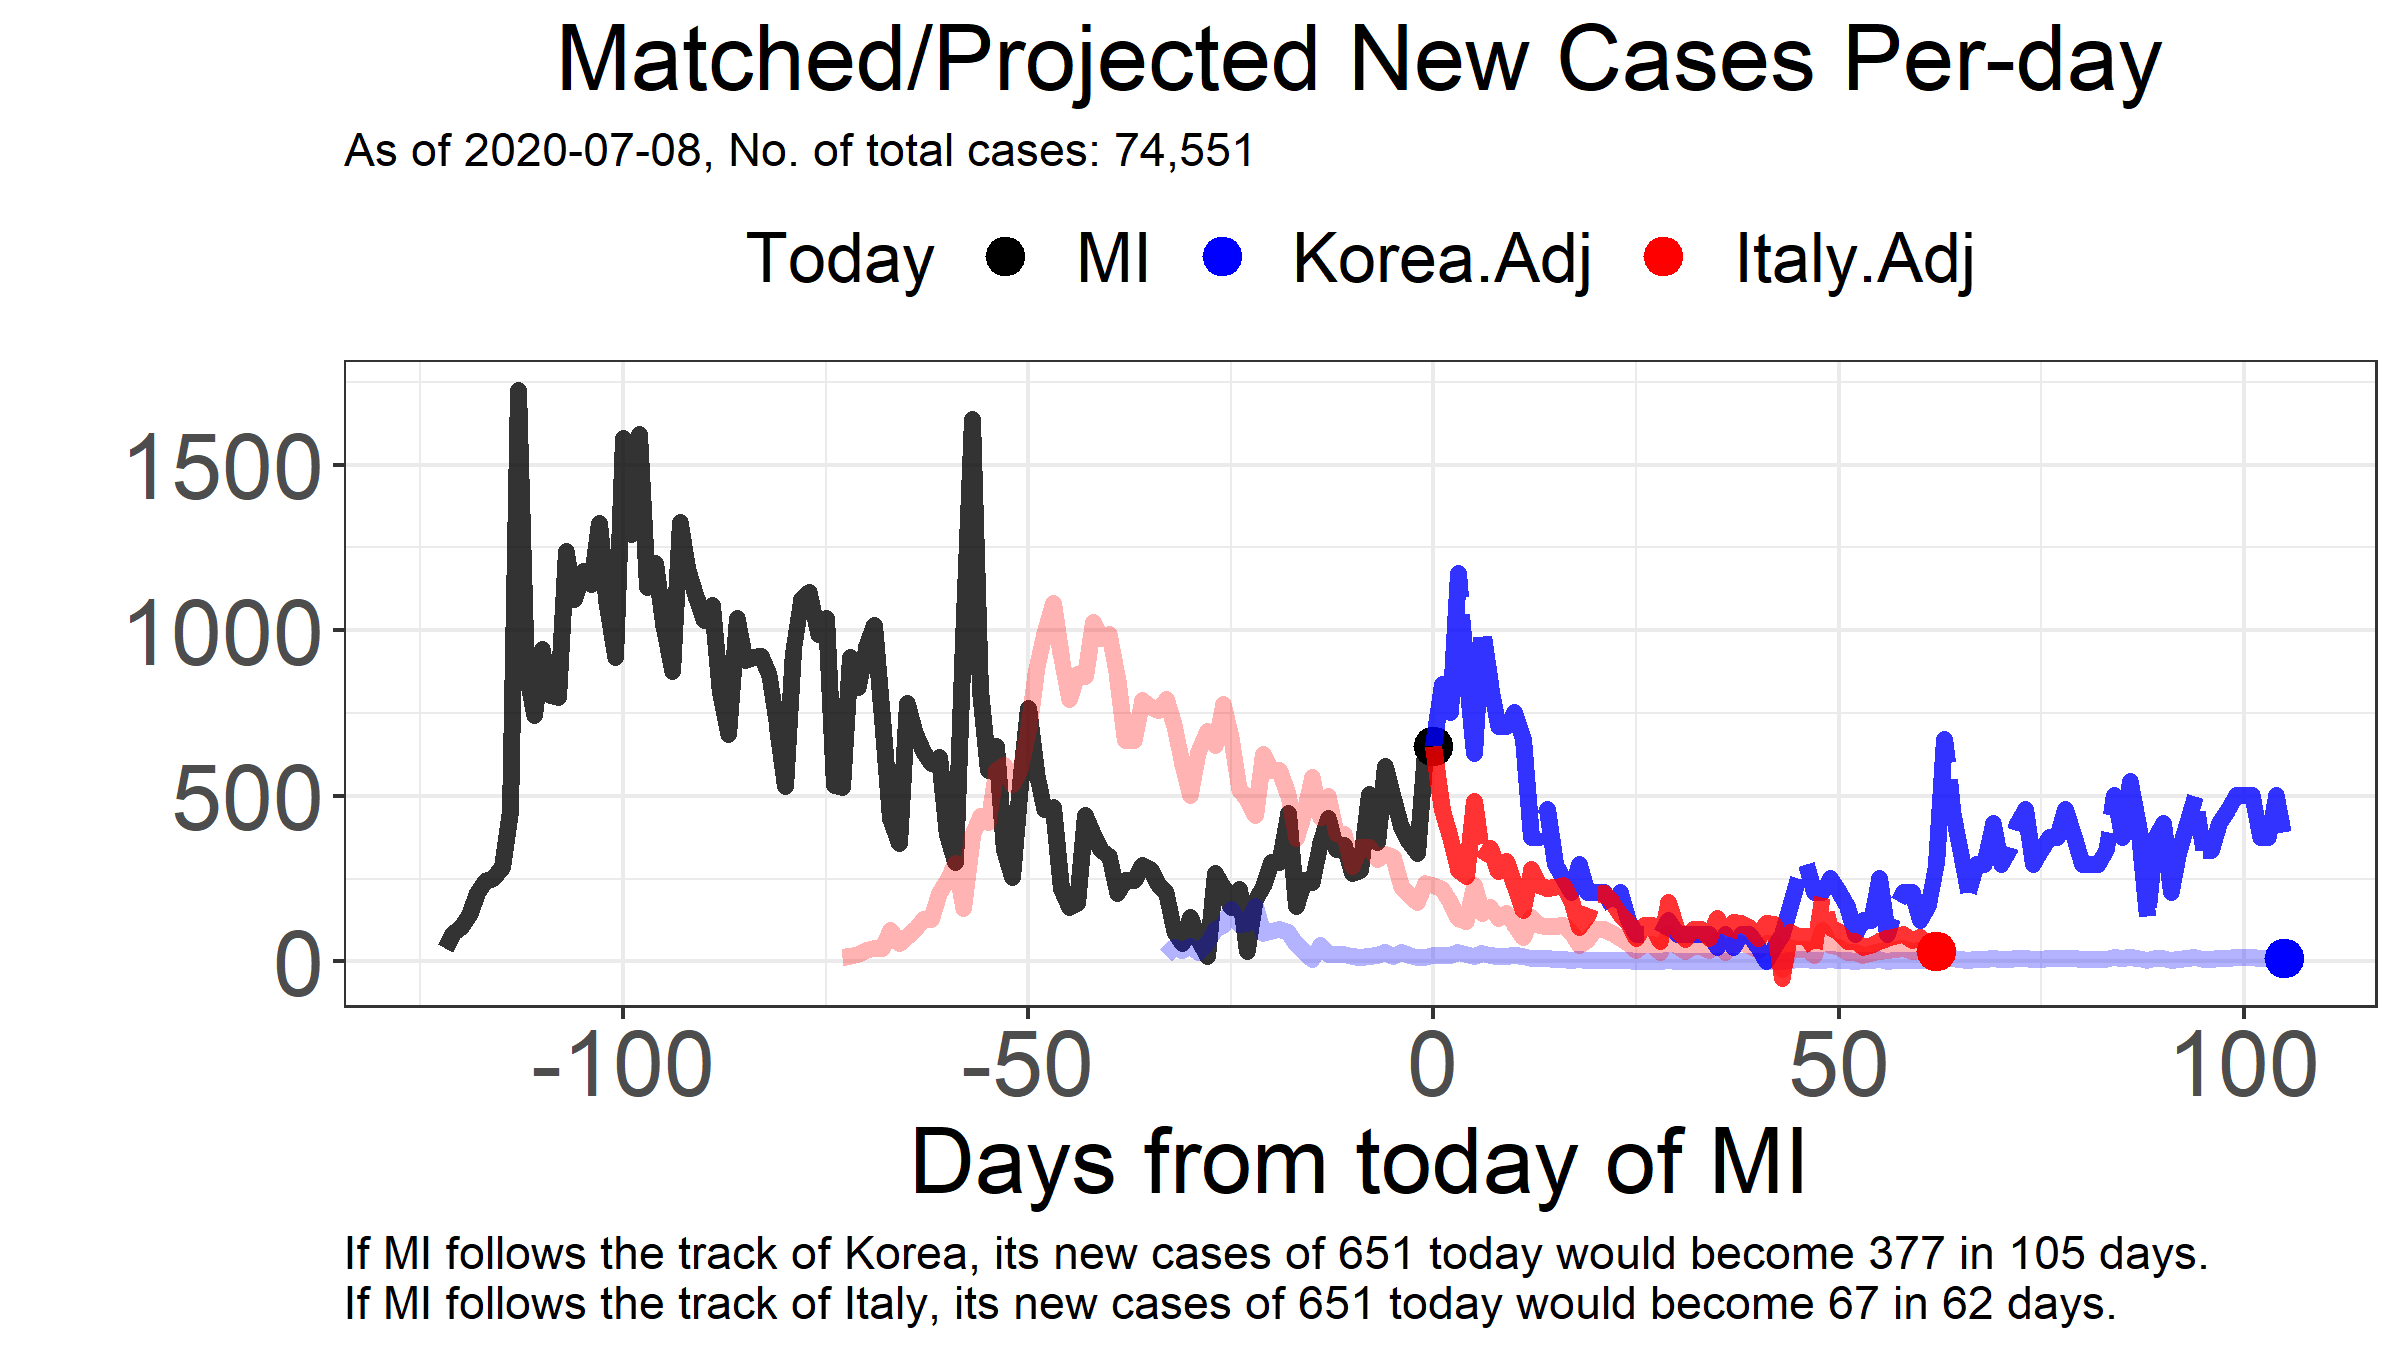 Matched/Projected New Cases Per-day
As of 2020-07-08, No. of total cases: 74,551
Today MI Korea.Adj Italy.Adj
1500
1000
500
0
-100 -50 0 50 100
Days from today of MI
If MI follows the track of Korea, its new cases of 651 today would become 377 in 105 days.
If MI follows the track of Italy, its new cases of 651 today would become 67 in 62 days.